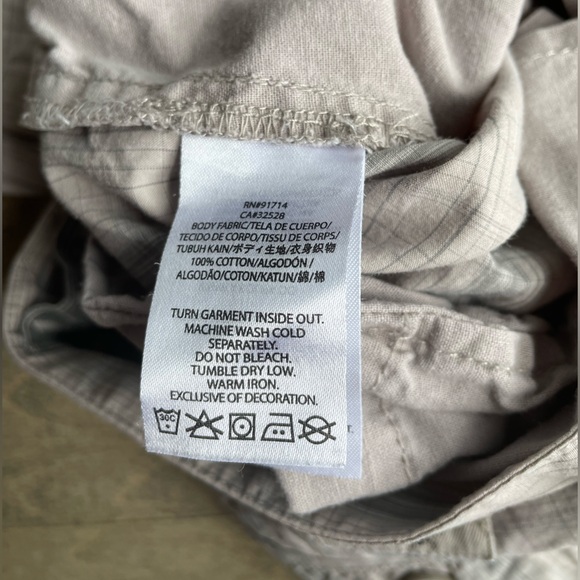 RN#91714
CA#32528
BODY FABRIC/TELA DE CUERPO/
TECIDO DE CORPO/TISSU DE CORPS/
TUBUH KAIN/ボディ生地/衣身織物
100% COTTON/ALGODÓN/
ALGODÃO/COTON/KATUN/綿/棉
TURN GARMENT INSIDE OUT.
MACHINE WASH COLD
SEPARATELY.
DO NOT BLEACH.
TUMBLE DRY LOW.
WARM IRON.
EXCLUSIVE OF DECORATION.
30C